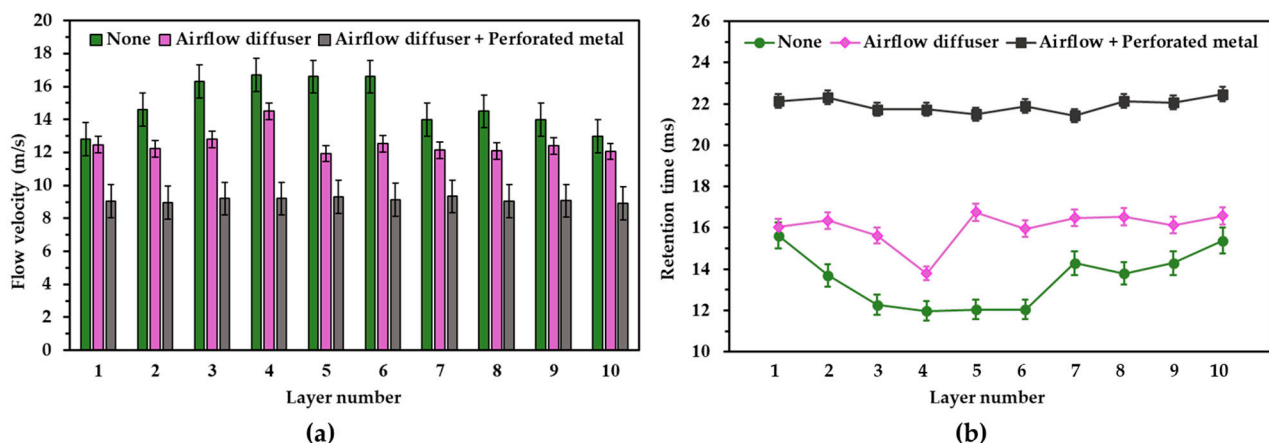 20
18
16
14
12
10
8
6
4
2
0
Flow velocity (m/s)
None Airflow diffuser Airflow diffuser + Perforated metal
1 2 3 4 5 6 7 8 9 10
Layer number
(a)
26
24
22
20
18
16
14
12
10
Retention time (ms)
None Airflow diffuser Airflow + Perforated metal
1 2 3 4 5 6 7 8 9 10
Layer number
(b)